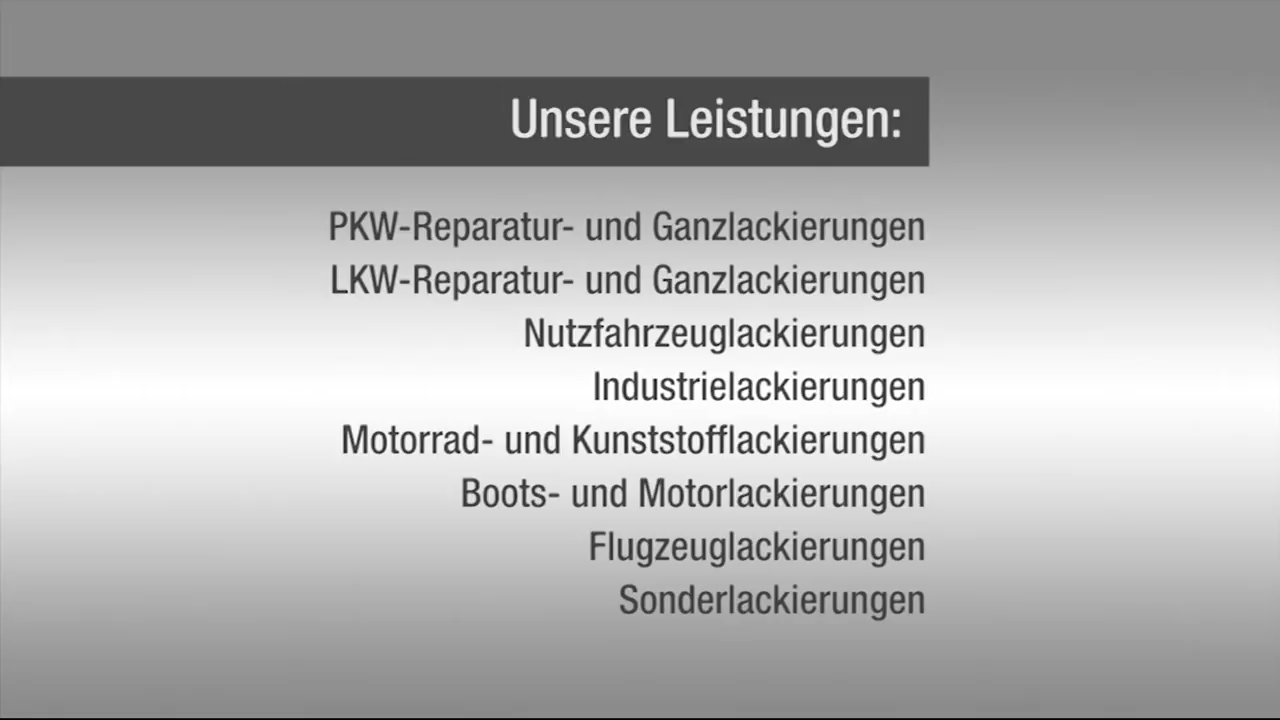 Unsere Leistungen:
PKW-Reparatur- und Ganzlackierungen
LKW-Reparatur- und Ganzlackierungen
Nutzfahrzeuglackierungen
Industrielackierungen
Motorrad- und Kunststofflackierungen
Boots- und Motorlackierungen
Flugzeuglackierungen
Sonderlackierungen